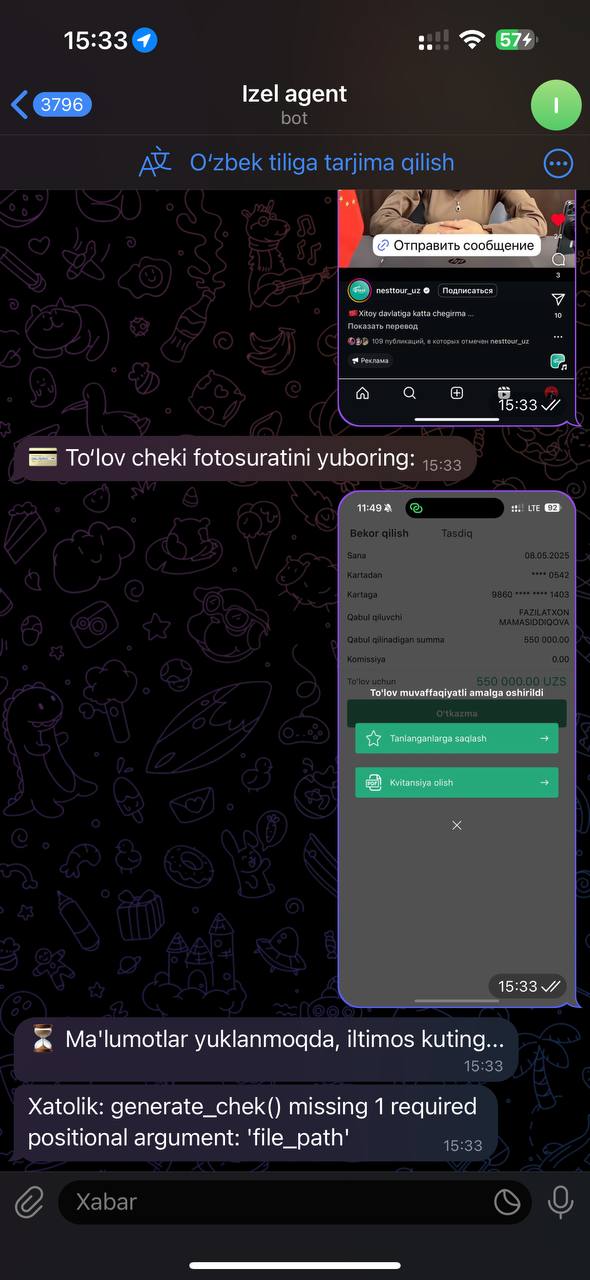 15:33
57
3796
Izel agent
bot
I
Oʻzbek tiliga tarjima qilish
Отправить сообщение
3
nesttour_uz
Подписаться
10
Xitoy davlatiga katta chegirma ...
Показать перевод
109 публикаций, в которых отмечен nesttour_uz
Реклама
15:33
Toʻlov cheki fotosuratini yuboring:
15:33
11:49
LTE
92
Bekor qilish
Tasdiq
Sana
08.05.2025
Kartadan
**** 0542
Kartaga
9860 **** **** 1403
Qabul qiluvchi
FAZILATXON
MAMASIDDIQOVA
Qabul qilinadigan summa
550 000.00
Komissiya
0.00
To'lov uchun
550 000.00 UZS
To'lov muvaffaqiyatli amalga oshirildi
O'tkazma
Tanlanganlarga saqlash
PDF
Kvitansiya olish
15:33
Ma'lumotlar yuklanmoqda, iltimos kuting...
15:33
Xatolik: generate_chek() missing 1 required
positional argument: 'file_path'
15:33
Xabar